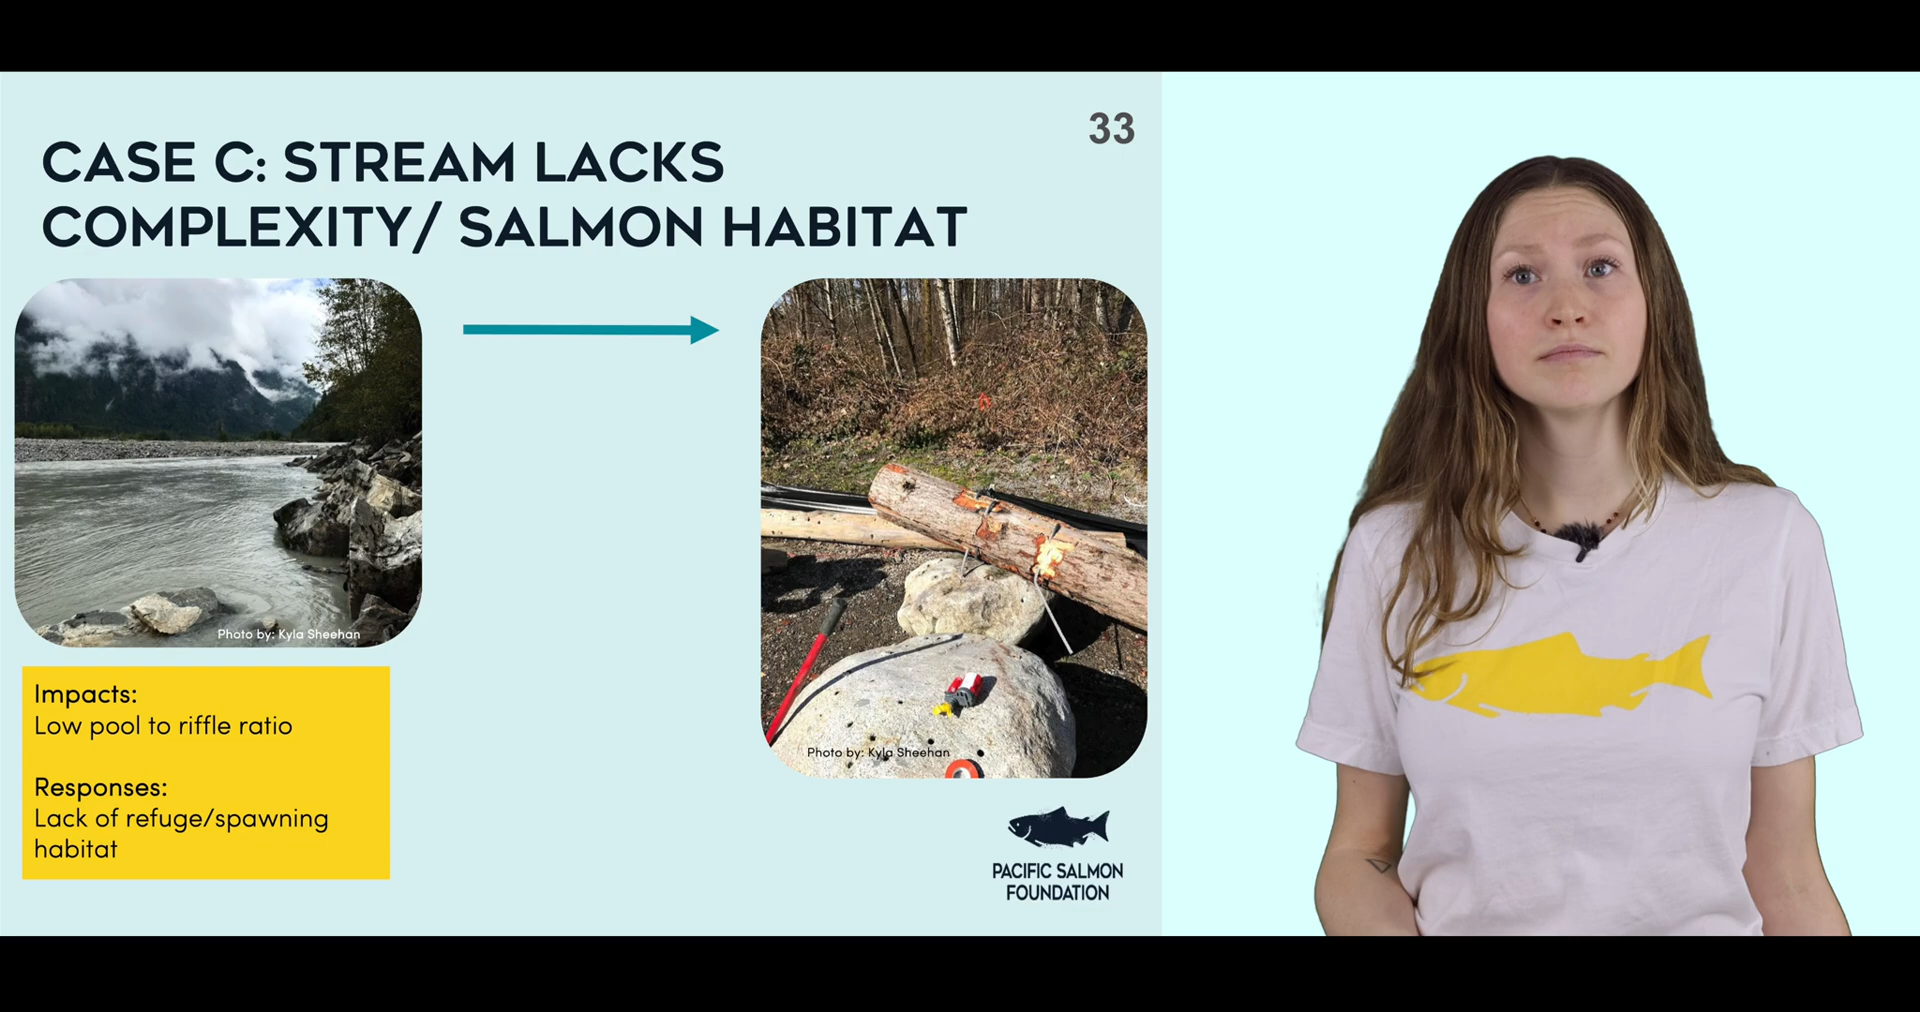 33
CASE C: STREAM LACKS
COMPLEXITY/ SALMON HABITAT
Photo by: Kyla Sheehan
Photo by: Kyla Sheehan
Impacts:
Low pool to riffle ratio
Responses:
Lack of refuge/spawning
habitat
PACIFIC SALMON
FOUNDATION